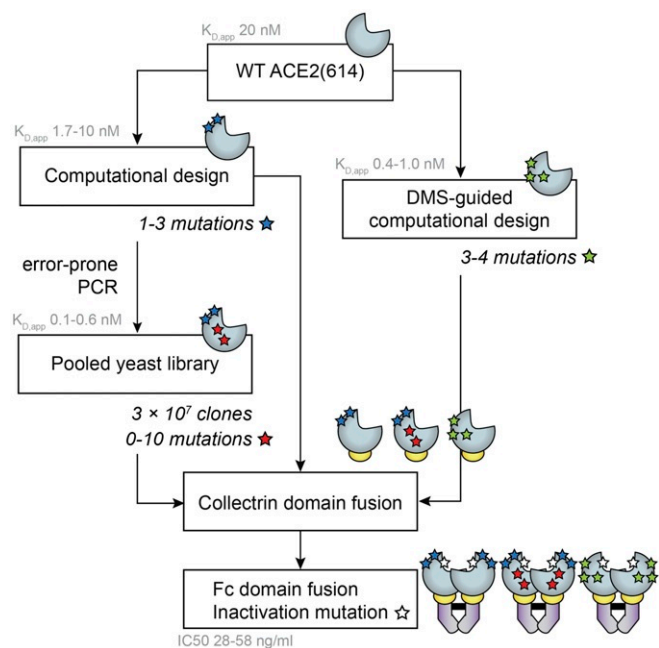 K_D,app 20 nM
WT ACE2(614)
K_D,app 1.7-10 nM
Computational design
1-3 mutations
K_D,app 0.4-1.0 nM
DMS-guided
computational design
3-4 mutations
error-prone
PCR
K_D,app 0.1-0.6 nM
Pooled yeast library
3 × 10⁷ clones
0-10 mutations
Collectrin domain fusion
Fc domain fusion
Inactivation mutation
IC50 28-58 ng/ml